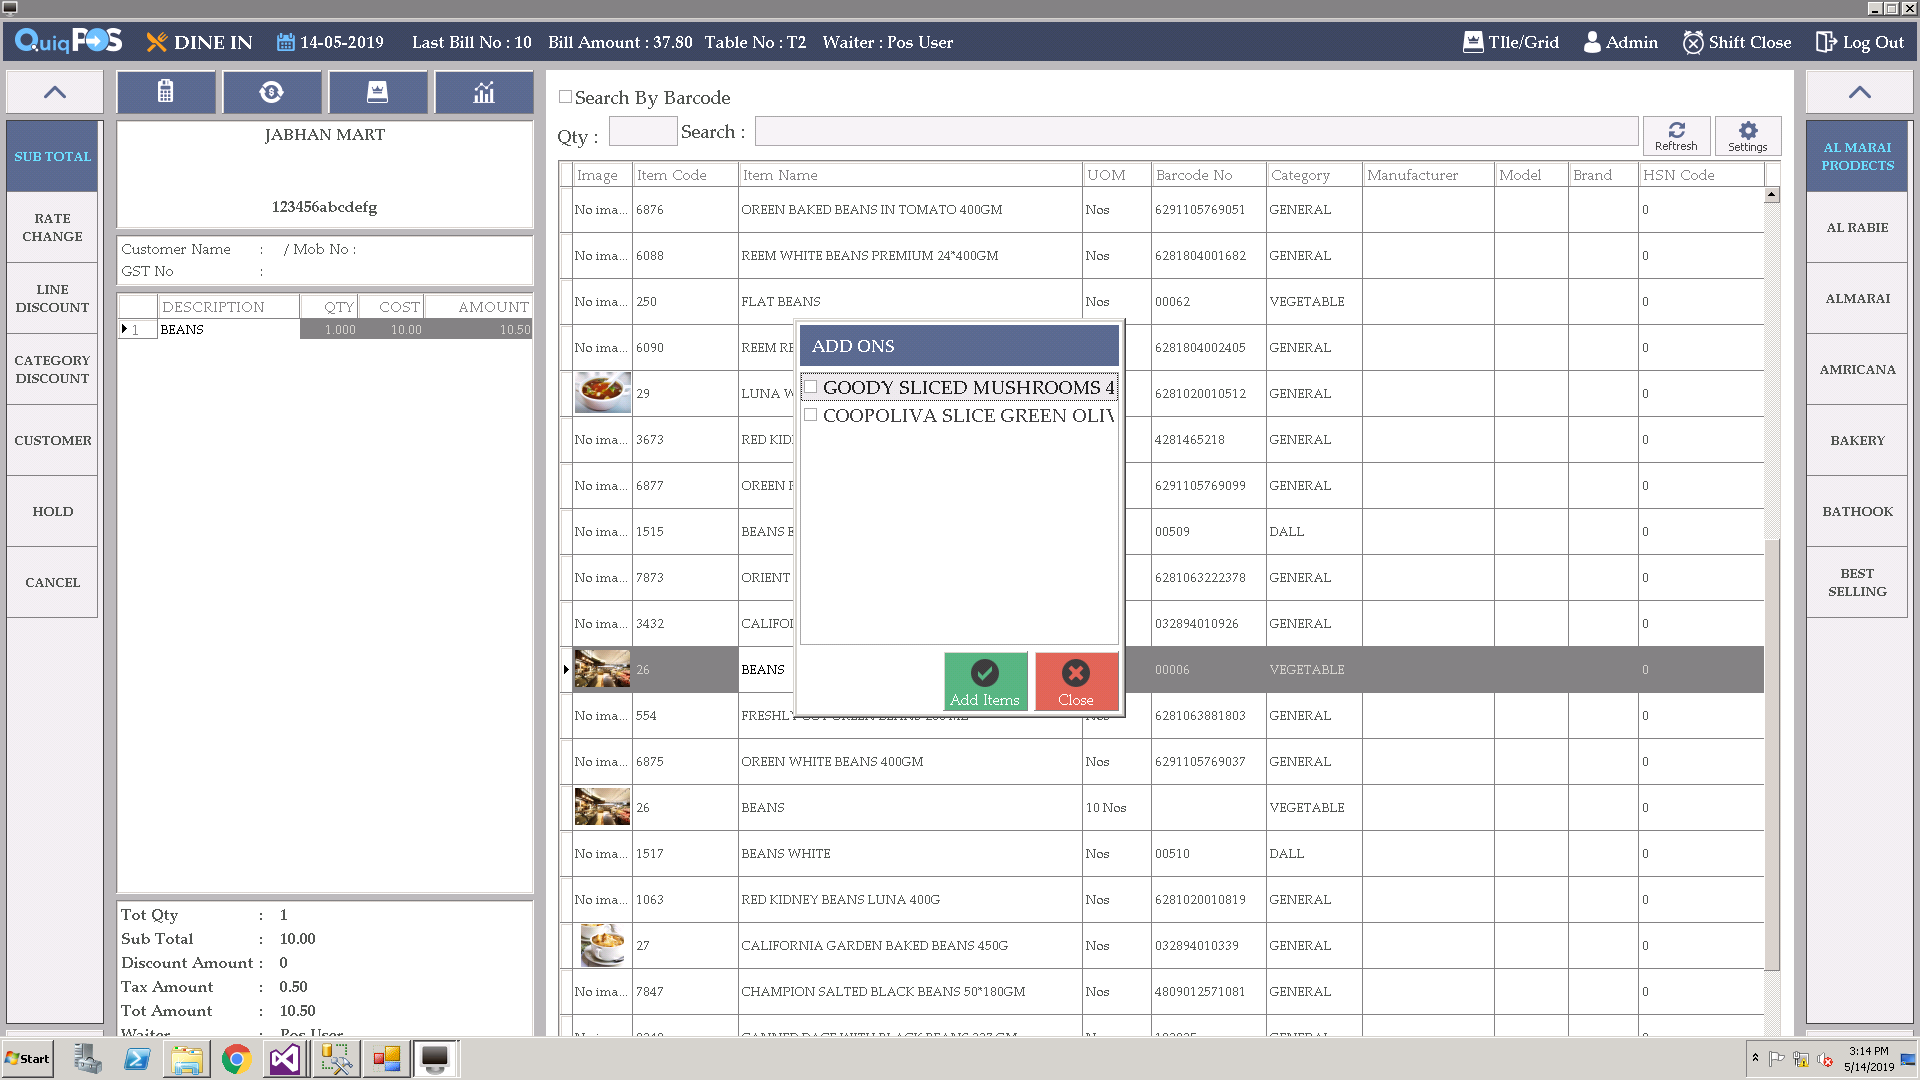 QuiqPOS DINE IN 14-05-2019 Last Bill No : 10 Bill Amount : 37.80 Table No : T2 Waiter : Pos User TIle/Grid Admin Shift Close Log Out
SUB TOTAL
RATE CHANGE
LINE DISCOUNT
CATEGORY DISCOUNT
CUSTOMER
HOLD
CANCEL
JABHAN MART
123456abcdefg
Customer Name : / Mob No :
GST No :
DESCRIPTION QTY COST AMOUNT
1 BEANS 1.000 10.00 10.50
Tot Qty : 1
Sub Total : 10.00
Discount Amount : 0
Tax Amount : 0.50
Tot Amount : 10.50
Waiter : Pos User
Search By Barcode
Qty : Search : Reftresh Settings
Image Item Code Item Name UOM Barcode No Category Manufacturer Model Brand HSN Code
No ima... 6876 OREEN BAKED BEANS IN TOMATO 400GM Nos 6291105769051 GENERAL 0
No ima... 6088 REEM WHITE BEANS PREMIUM 24*400GM Nos 6281804001682 GENERAL 0
No ima... 250 FLAT BEANS Nos 00062 VEGETABLE 0
No ima... 6090 REEM RE 6281804002405 GENERAL 0
29 LUNA W 6281020010512 GENERAL 0
No ima... 3673 RED KID 4281465218 GENERAL 0
No ima... 6877 OREEN 6291105769099 GENERAL 0
No ima... 1515 BEANS 00509 DALL 0
No ima... 7873 ORIENT 6281063222378 GENERAL 0
No ima... 3432 CALIFO 032894010926 GENERAL 0
26 BEANS 00006 VEGETABLE 0
No ima... 554 FRESHLY 6281063881803 GENERAL 0
No ima... 6875 OREEN WHITE BEANS 400GM Nos 6291105769037 GENERAL 0
26 BEANS 10 Nos VEGETABLE 0
No ima... 1517 BEANS WHITE Nos 00510 DALL 0
No ima... 1063 RED KIDNEY BEANS LUNA 400G Nos 6281020010819 GENERAL 0
27 CALIFORNIA GARDEN BAKED BEANS 450G Nos 032894010339 GENERAL 0
No ima... 7847 CHAMPION SALTED BLACK BEANS 50*180GM Nos 4809012571081 GENERAL 0
ADD ONS
GOODY SLICED MUSHROOMS 4
COOPOLIVA SLICE GREEN OLIV
Add Items Close
AL MARAI PRODECTS
AL RABIE
ALMARAI
AMRICANA
BAKERY
BATHOOK
BEST SELLING
Start
3:14 PM
5/14/2019